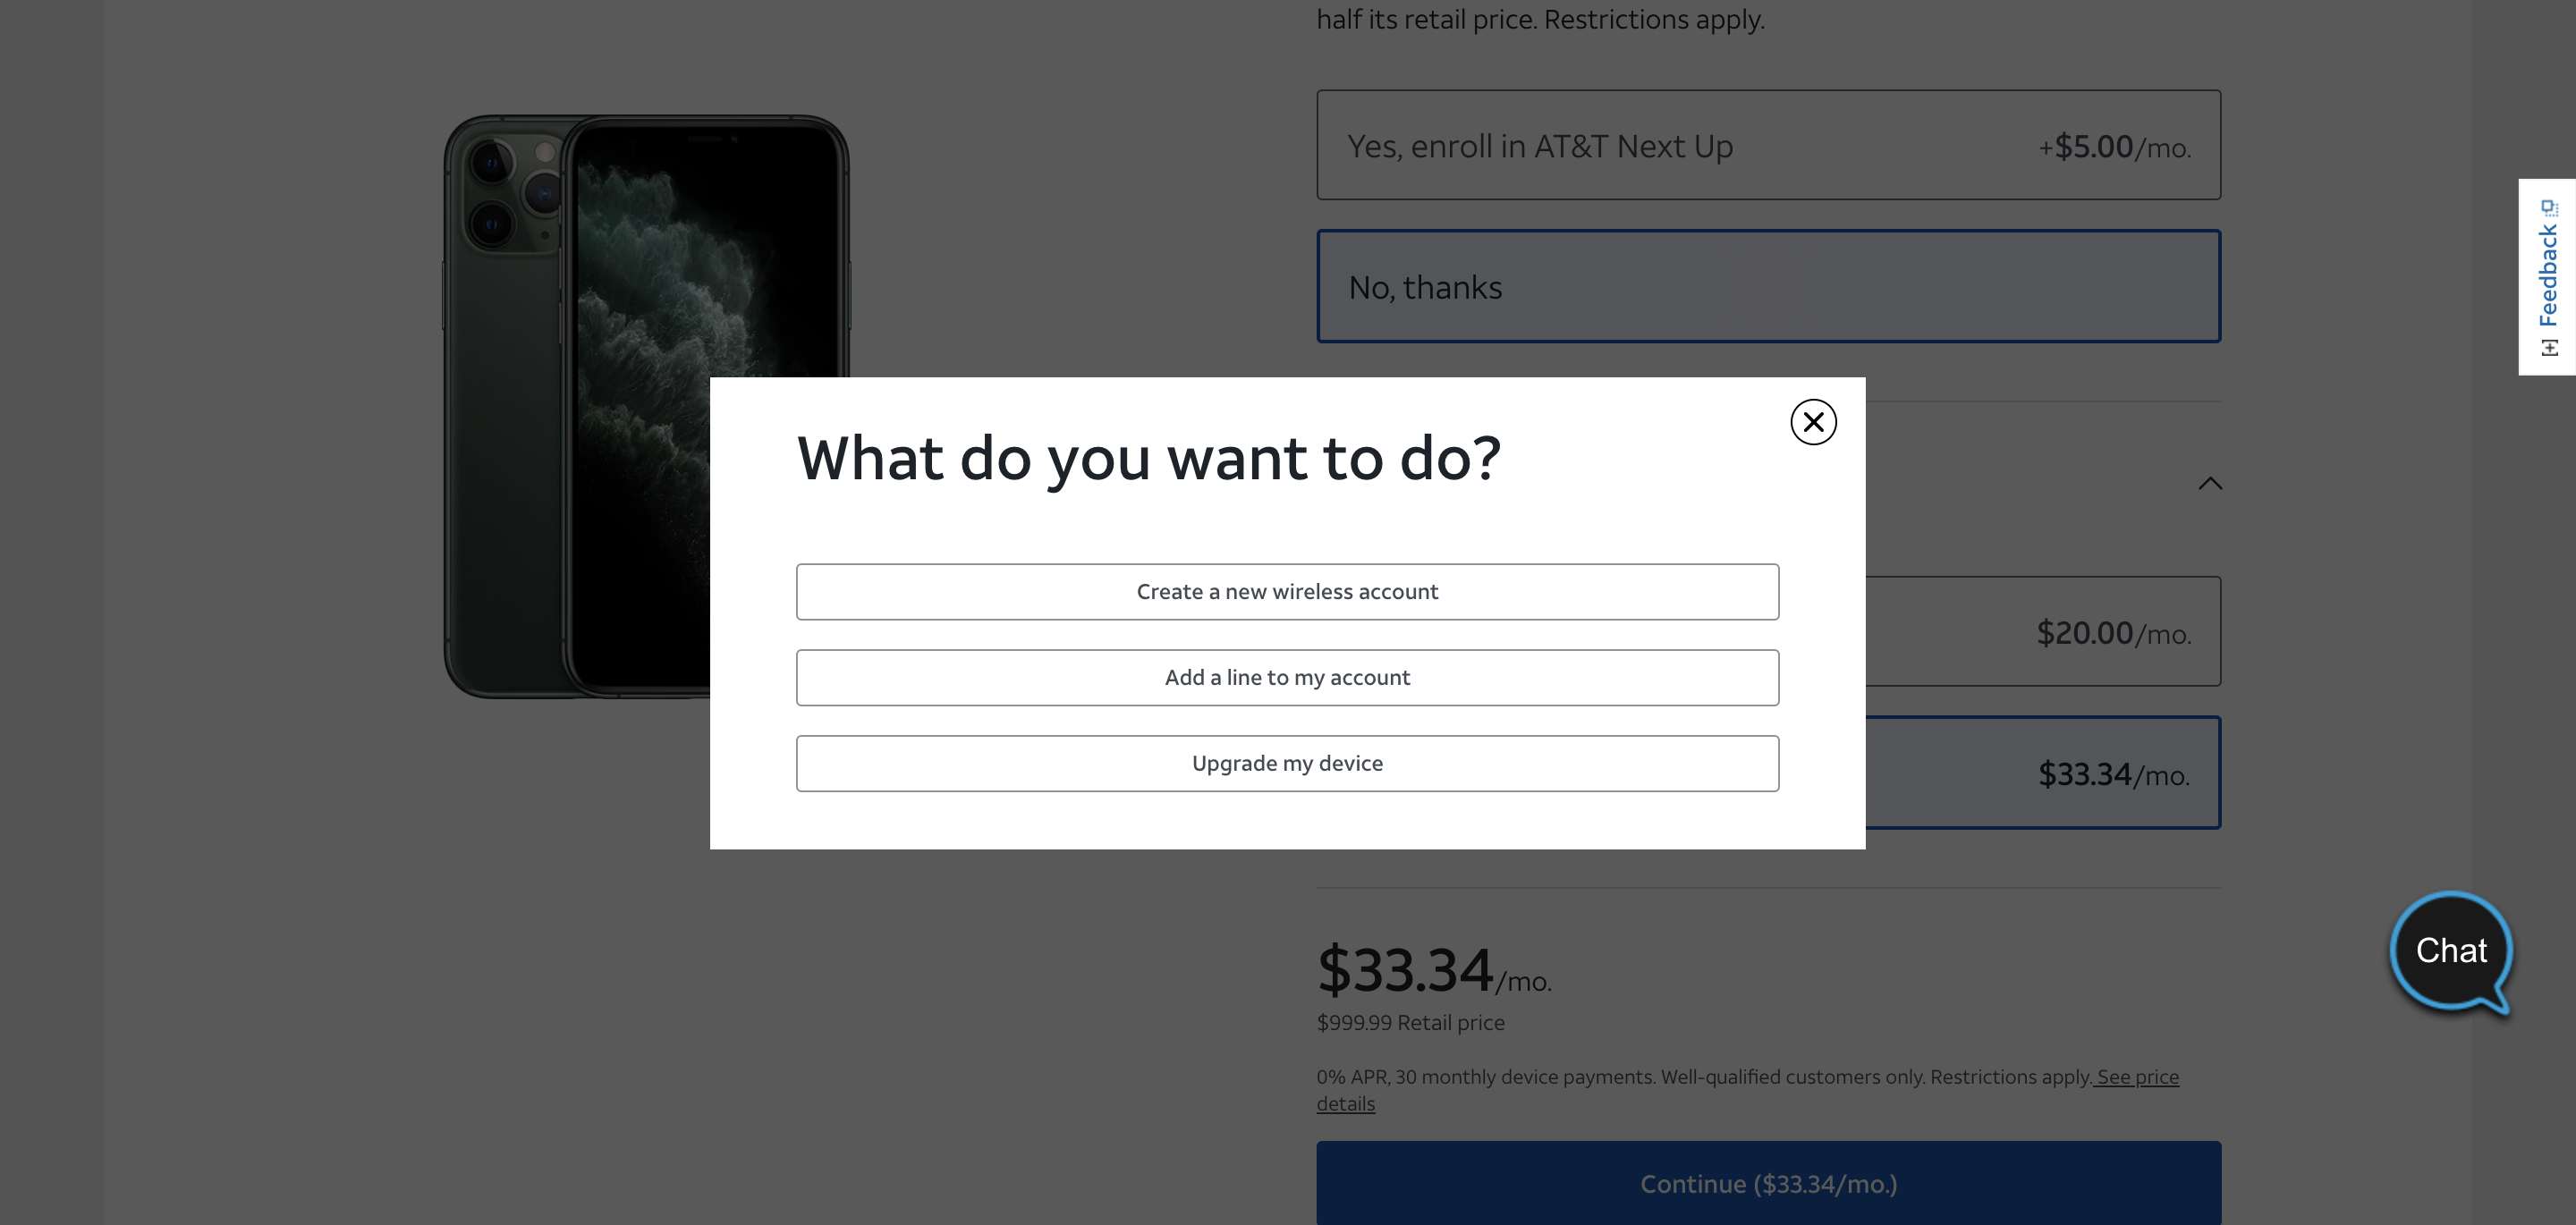 half its retail price. Restrictions apply.
Yes, enroll in AT&T Next Up +$5.00/mo.
No, thanks
[+] Feedback
What do you want to do?
Create a new wireless account
Add a line to my account
Upgrade my device
$20.00/mo.
$33.34/mo.
$33.34/mo.
$999.99 Retail price
0% APR, 30 monthly device payments. Well-qualified customers only. Restrictions apply. See price
details
Continue ($33.34/mo.)
Chat